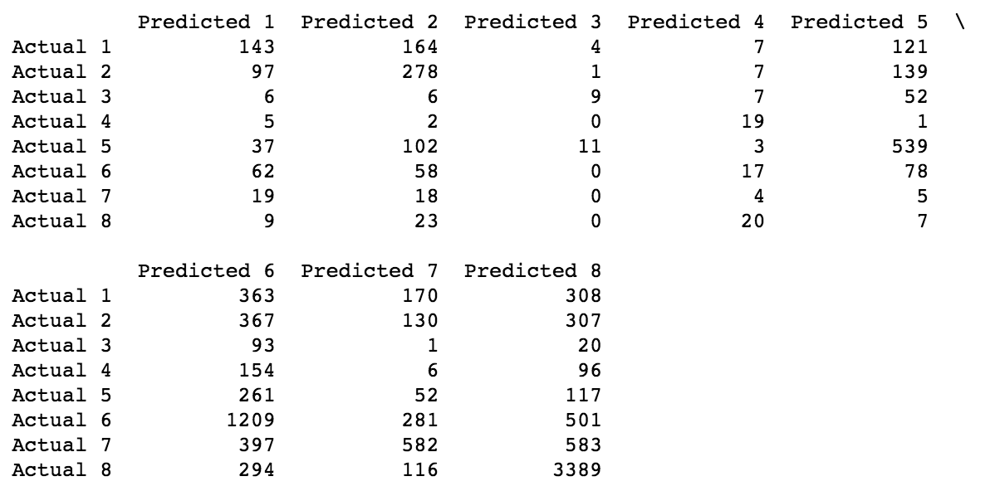 Predicted 1 Predicted 2 Predicted 3 Predicted 4 Predicted 5 \
Actual 1 143 164 4 7 121
Actual 2 97 278 1 7 139
Actual 3 6 6 9 7 52
Actual 4 5 2 0 19 1
Actual 5 37 102 11 3 539
Actual 6 62 58 0 17 78
Actual 7 19 18 0 4 5
Actual 8 9 23 0 20 7
Predicted 6 Predicted 7 Predicted 8
Actual 1 363 170 308
Actual 2 367 130 307
Actual 3 93 1 20
Actual 4 154 6 96
Actual 5 261 52 117
Actual 6 1209 281 501
Actual 7 397 582 583
Actual 8 294 116 3389